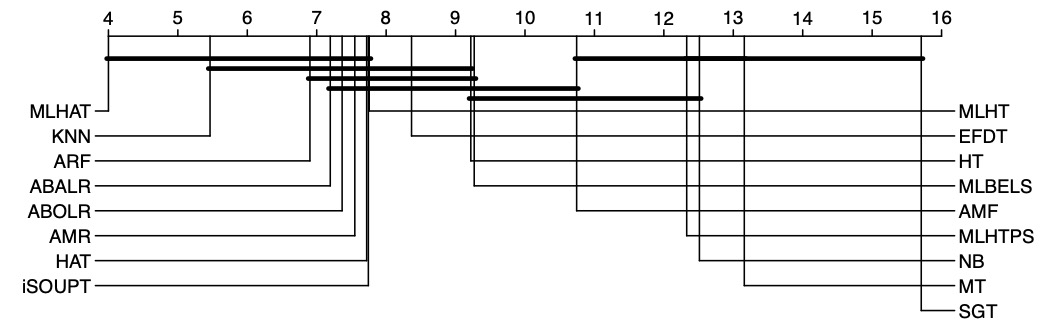 4 5 6 7 8 9 10 11 12 13 14 15 16
MLHAT MLHT
KNN EFDT
ARF HT
ABALR MLBELS
ABOLR AMF
AMR MLHTPS
HAT NB
iSOUPT MT
SGT